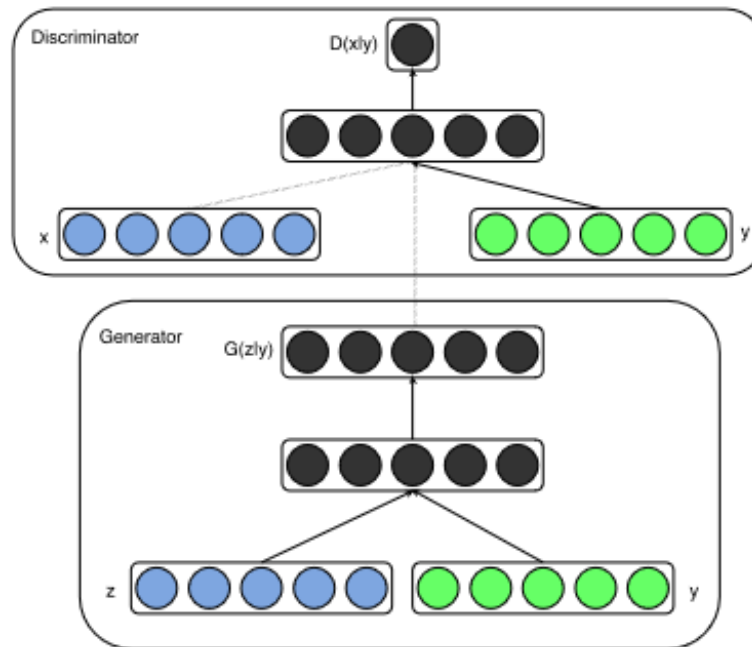 Discriminator
D(x|y)
x
y
Generator
G(z|y)
z
y